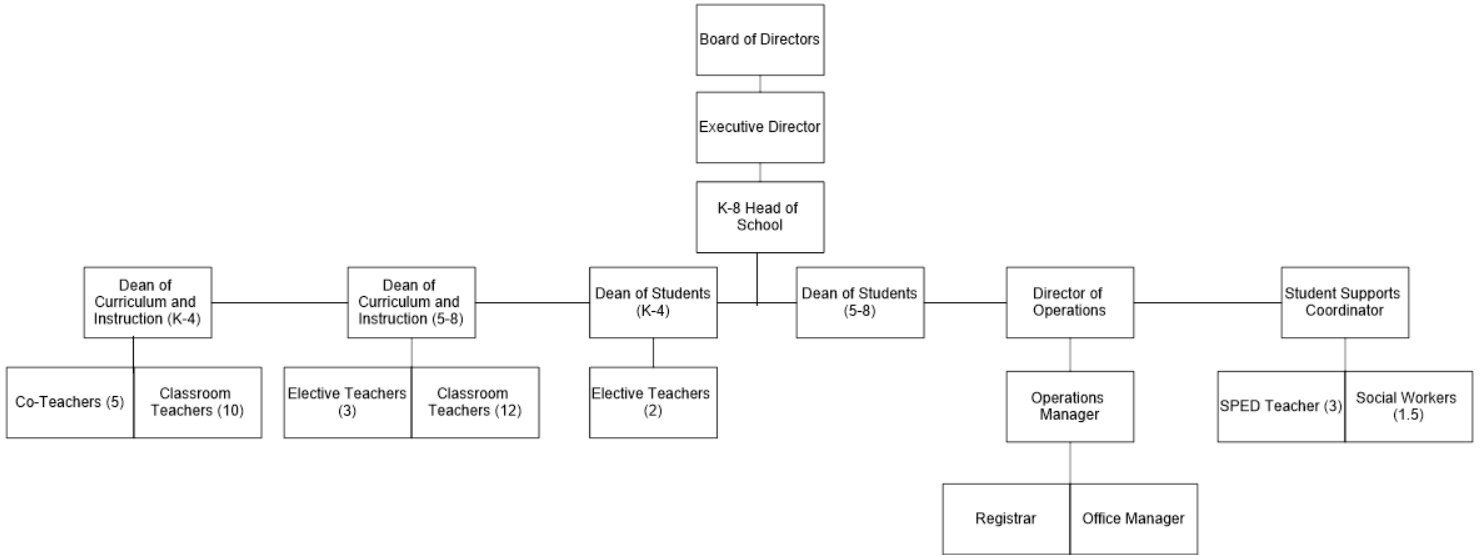 Board of Directors
Executive Director
K-8 Head of
School
Dean of
Curriculum and
Instruction (K-4)
Dean of
Curriculum and
Instruction (5-8)
Dean of Students
(K-4)
Dean of Students
(5-8)
Director of
Operations
Student Supports
Coordinator
Co-Teachers (5)
Classroom
Teachers (10)
Elective Teachers
(3)
Classroom
Teachers (12)
Elective Teachers
(2)
Operations
Manager
SPED Teacher (3)
Social Workers
(1.5)
Registrar
Office Manager